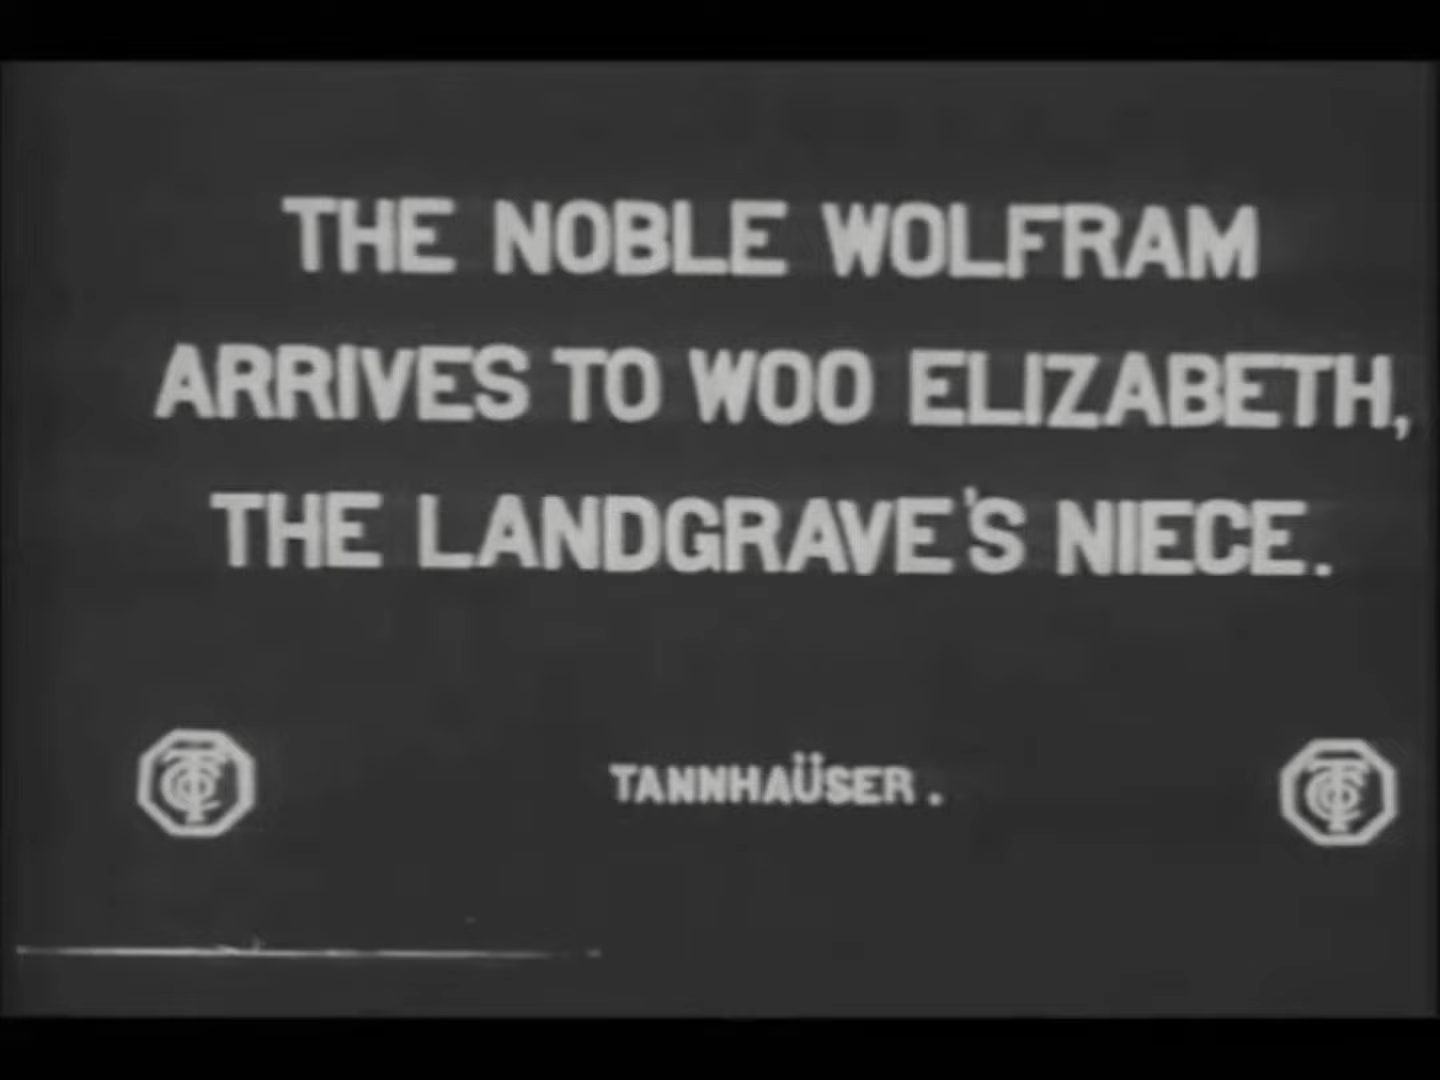 THE NOBLE WOLFRAM
ARRIVES TO WOO ELIZABETH,
THE LANDGRAVE'S NIECE.
TANNHAÜSER.